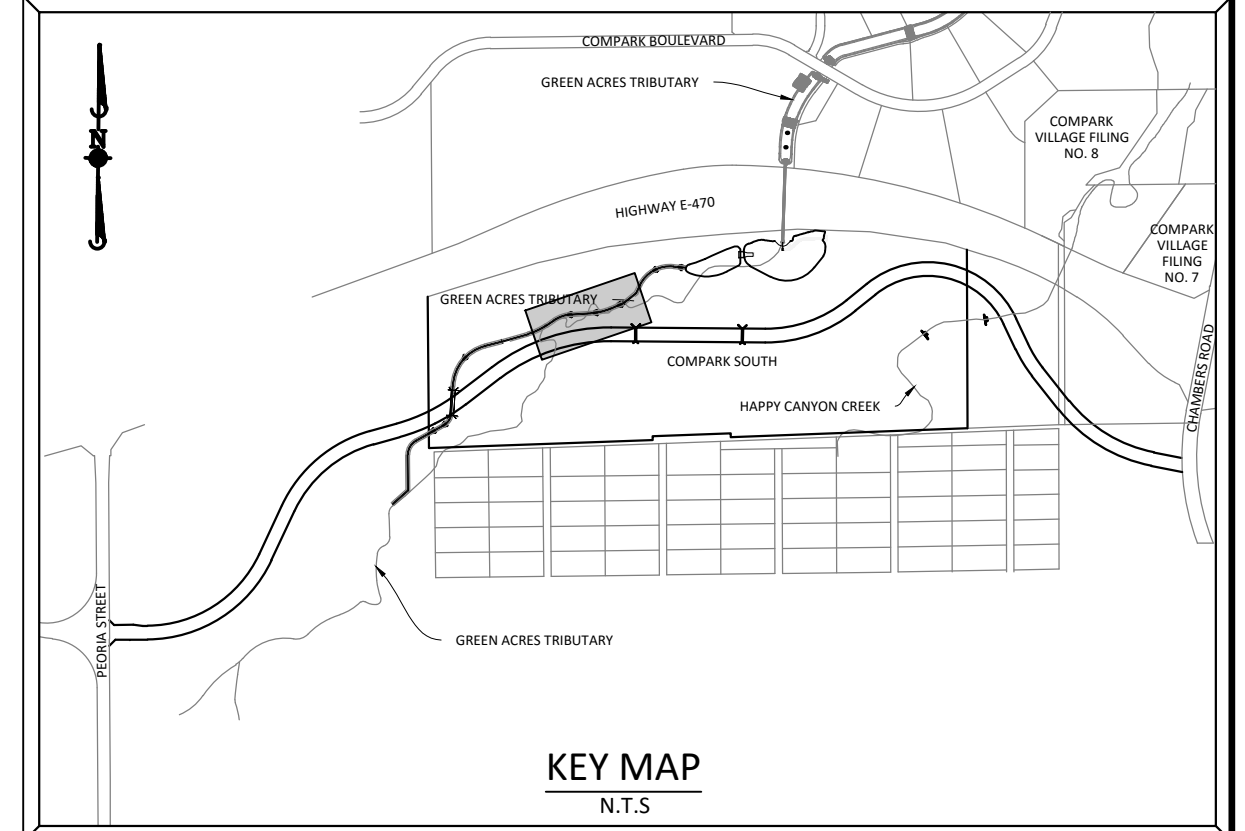 COMPARK BOULEVARD
GREEN ACRES TRIBUTARY
N
COMPARK
VILLAGE FILING
NO. 8
HIGHWAY E-470
COMPARK
VILLAGE
FILING
NO. 7
GREEN ACRES TRIBUTARY
COMPARK SOUTH
CHAMBERS ROAD
HAPPY CANYON CREEK
PEORIA STREET
GREEN ACRES TRIBUTARY
KEY MAP
N.T.S